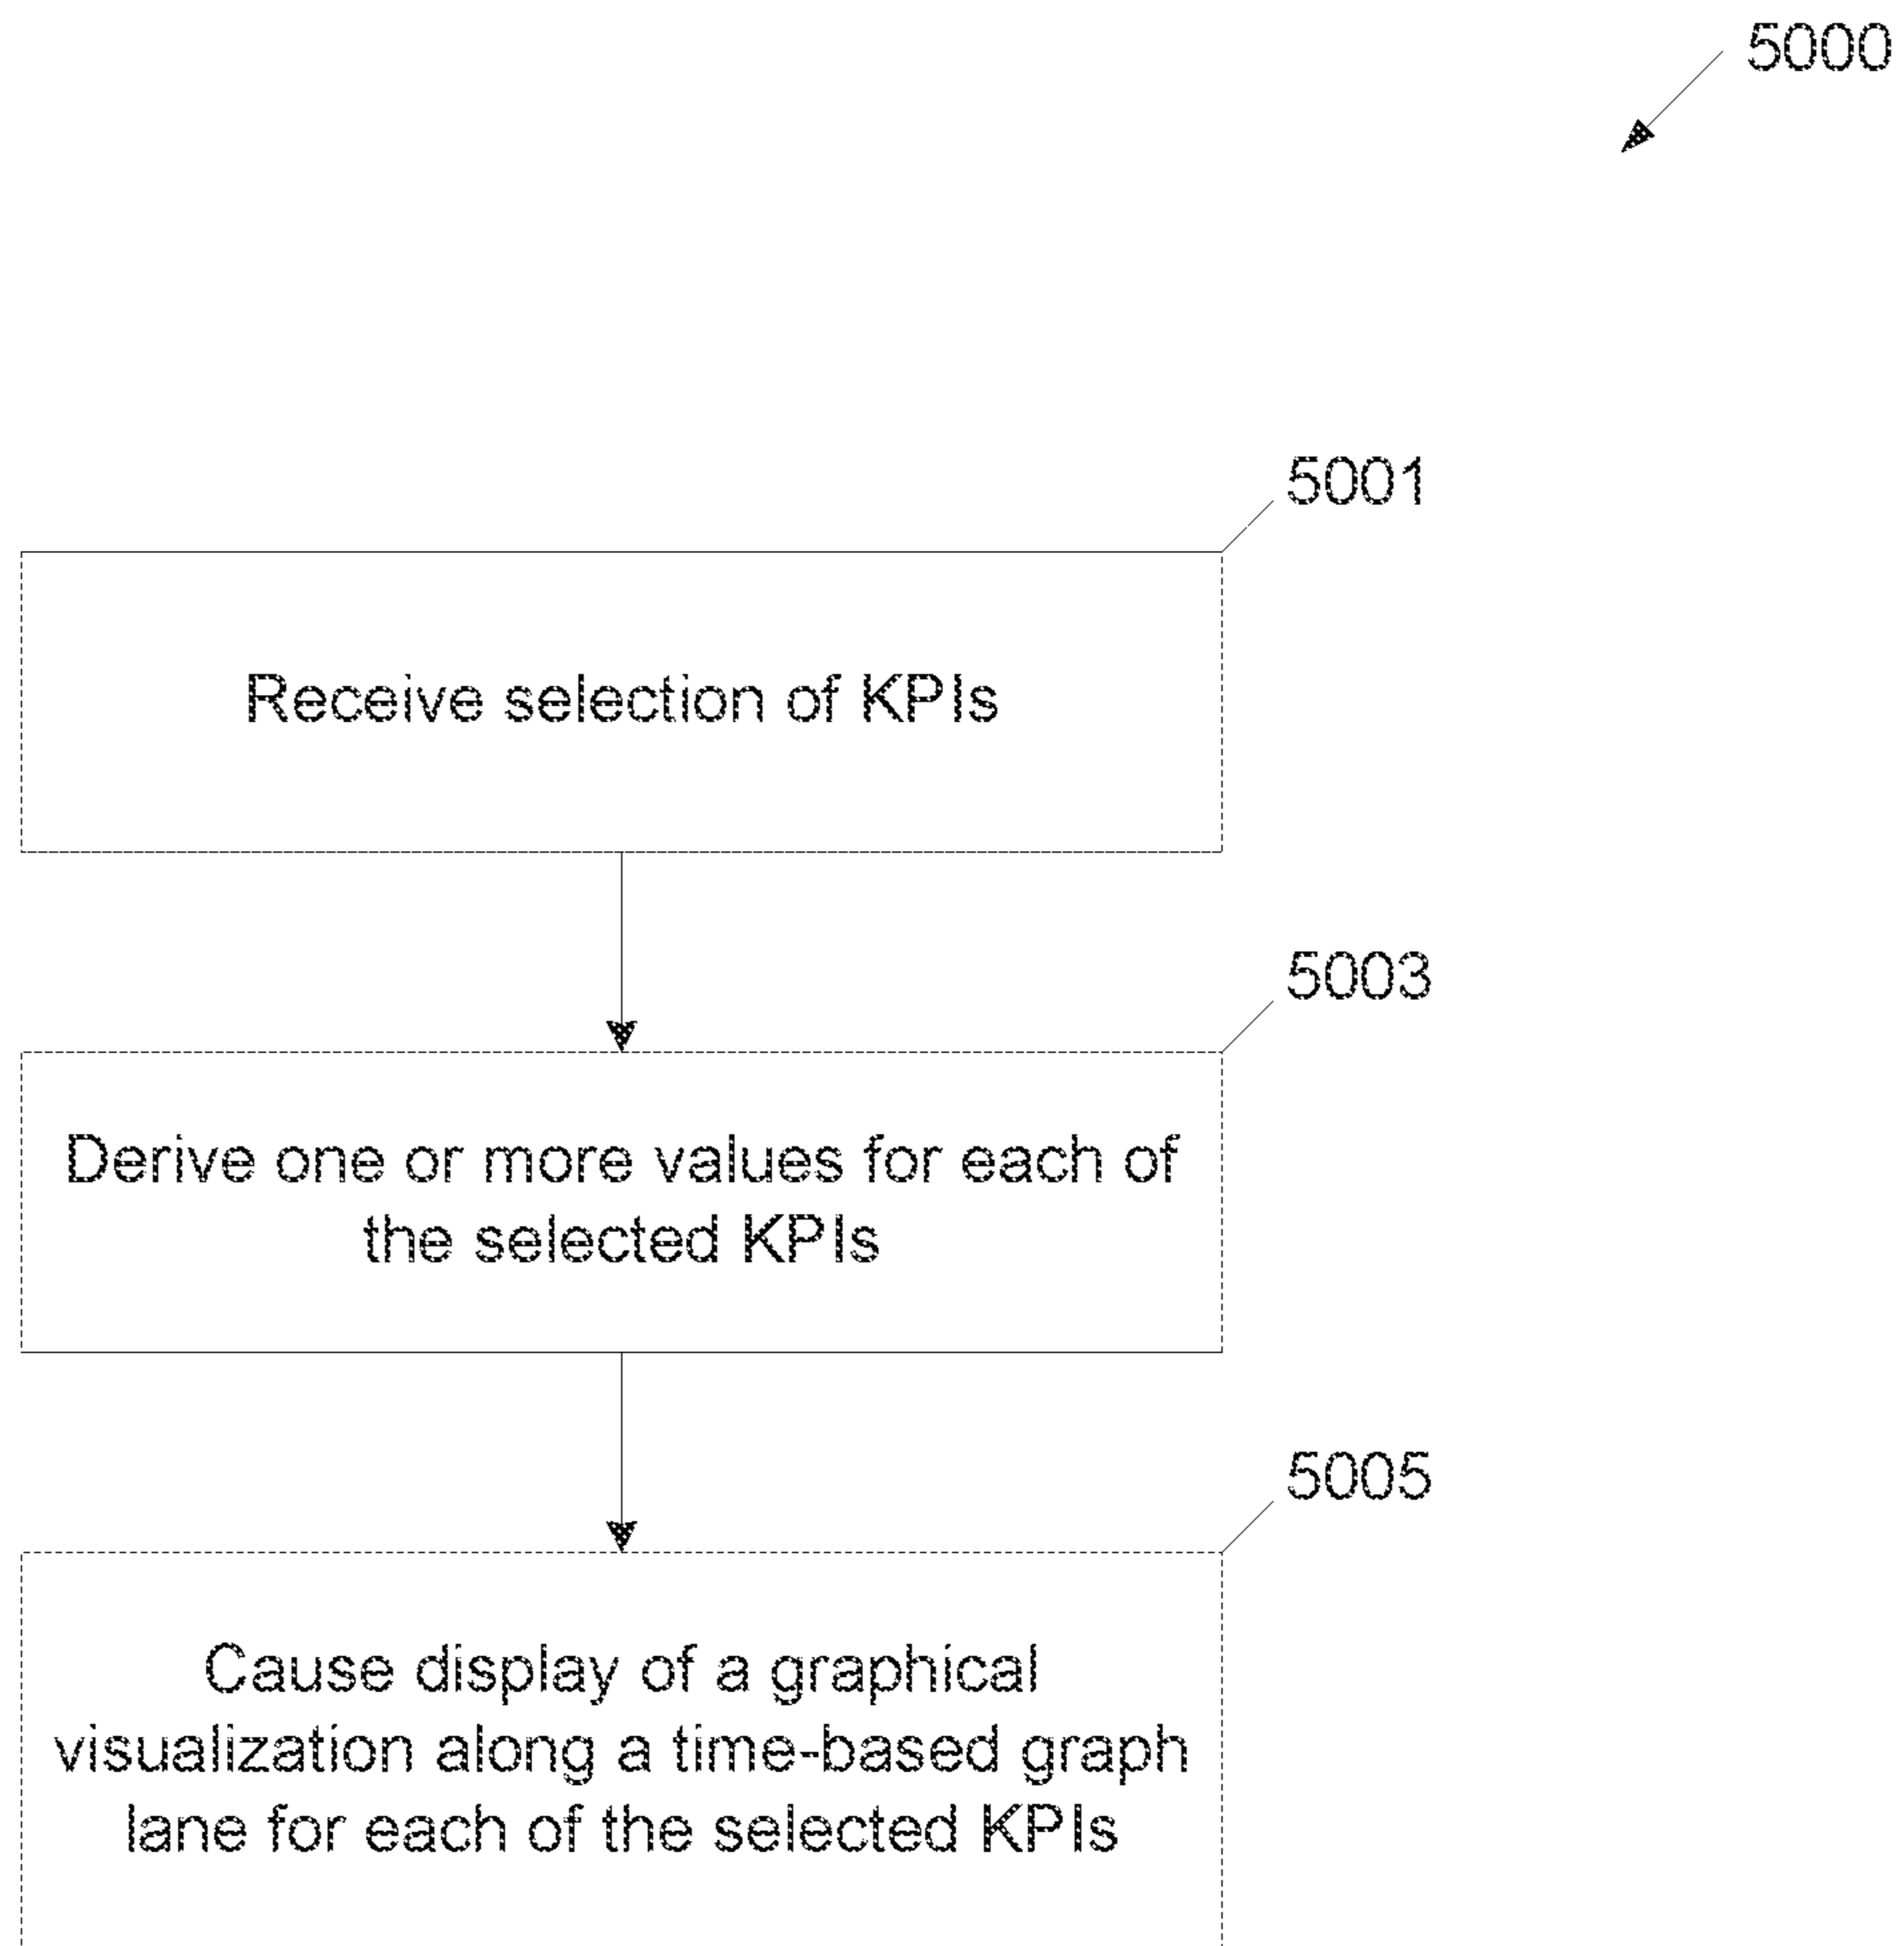 5000
5001
Receive selection of KPIs
5003
Derive one or more values for each of
the selected KPIs
5005
Cause display of a graphical
visualization along a time-based graph
lane for each of the selected KPIs